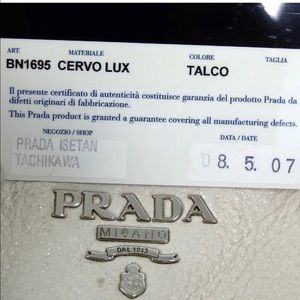 ART. MATERIALE COLORE TAGLIA
BN1695 CERVO LUX TALCO
Il presente certificato di autenticità costituisce garanzia del prodotto Prada da
difetti originari di fabbricazione.
This Prada product is granted a guarantee covering all manufacturing defects.
NEGOZIO / SHOP DATA / DATE
PRADA ISETAN
TACHIKAWA
08.5.07
PRADA
MILANO
DAL 1913